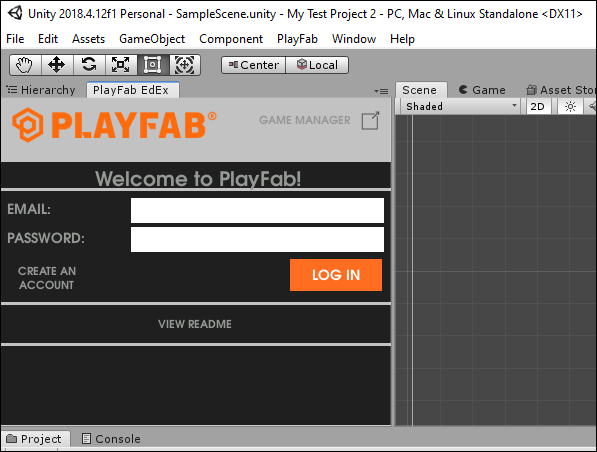 Unity 2018.4.12f1 Personal - SampleScene.unity - My Test Project 2 - PC, Mac & Linux Standalone <DX11>
File Edit Assets GameObject Component PlayFab Window Help
Center Local
Hierarchy PlayFab EdEx Scene Game Asset Stor
Shaded 2D
PLAYFAB® GAME MANAGER
Welcome to PlayFab!
EMAIL:
PASSWORD:
CREATE AN
ACCOUNT
LOG IN
VIEW README
Project Console